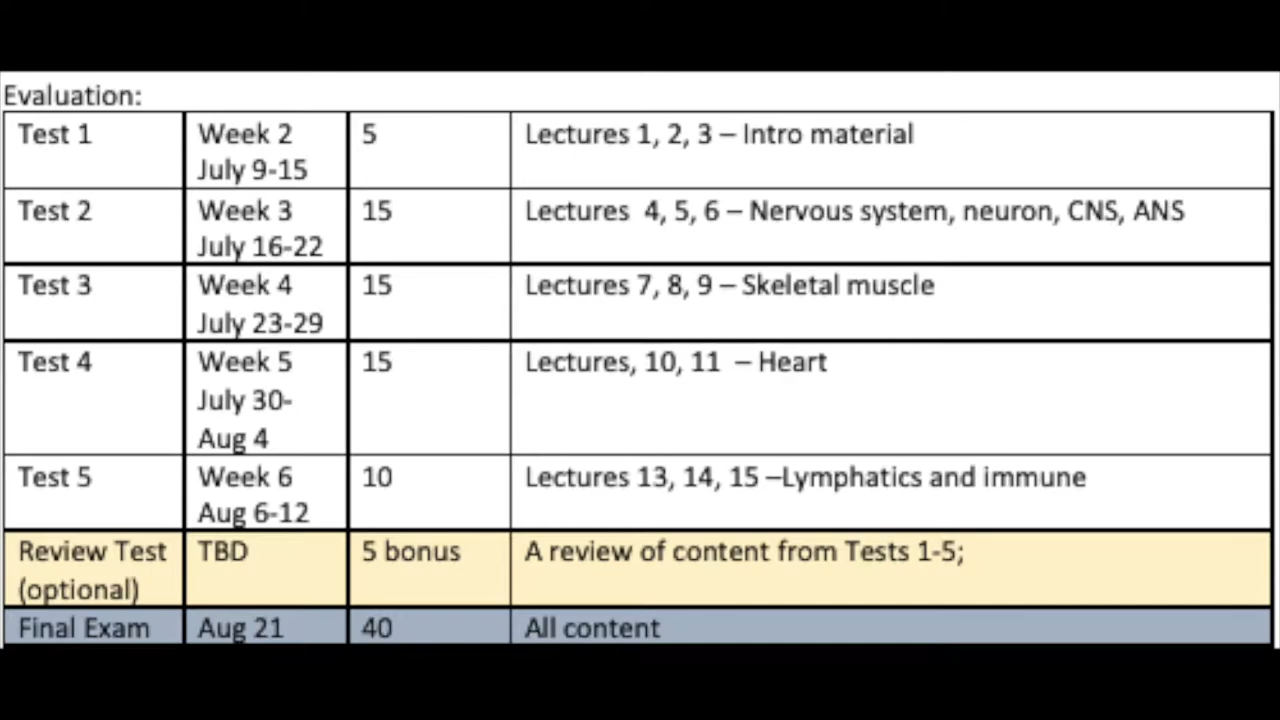 Evaluation:
Test 1 Week 2 5 Lectures 1, 2, 3 – Intro material
July 9-15
Test 2 Week 3 15 Lectures  4, 5, 6 – Nervous system, neuron, CNS, ANS
July 16-22
Test 3 Week 4 15 Lectures 7, 8, 9 – Skeletal muscle
July 23-29
Test 4 Week 5 15 Lectures, 10, 11  – Heart
July 30-
Aug 4
Test 5 Week 6 10 Lectures 13, 14, 15 –Lymphatics and immune
Aug 6-12
Review Test TBD 5 bonus A review of content from Tests 1-5;
(optional)
Final Exam Aug 21 40 All content